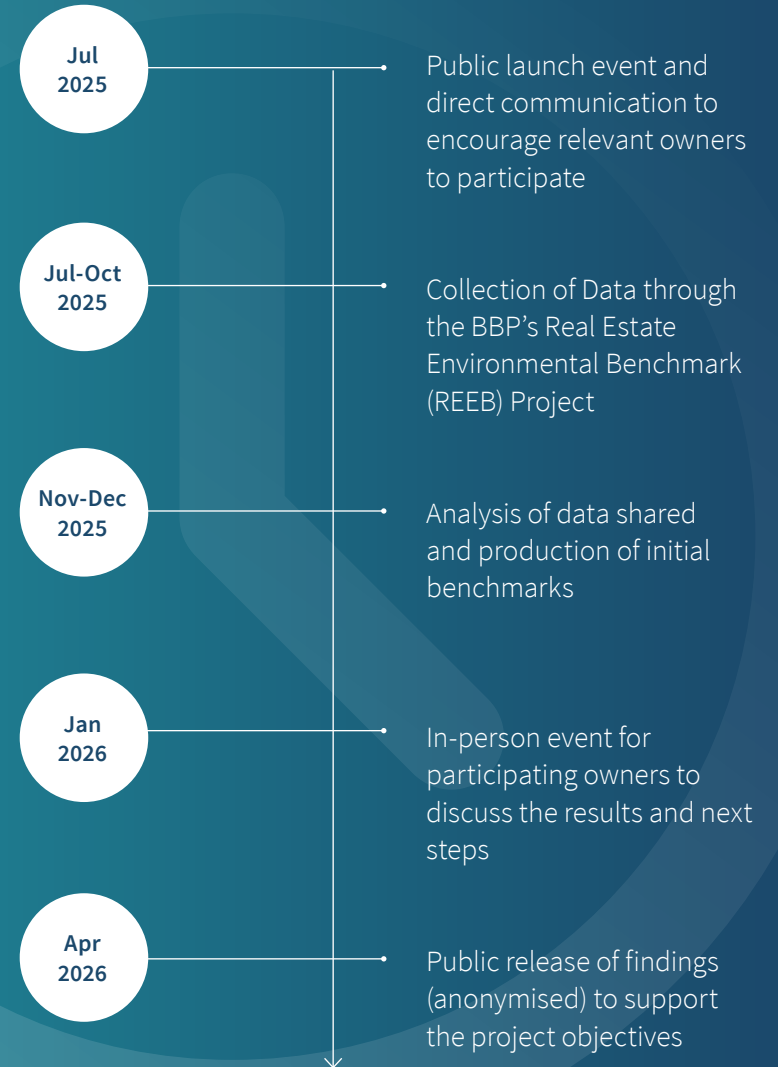 Jul
2025
Public launch event and
direct communication to
encourage relevant owners
to participate
Jul-Oct
2025
Collection of Data through
the BBP’s Real Estate
Environmental Benchmark
(REEB) Project
Nov-Dec
2025
Analysis of data shared
and production of initial
benchmarks
Jan
2026
In-person event for
participating owners to
discuss the results and next
steps
Apr
2026
Public release of findings
(anonymised) to support
the project objectives